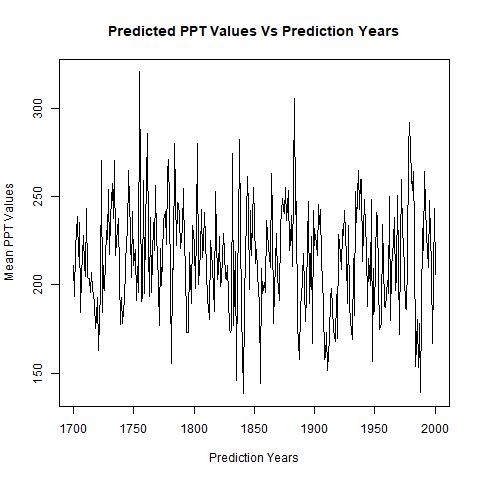 Predicted PPT Values Vs Prediction Years
Mean PPT Values
300
250
200
150
1700 1750 1800 1850 1900 1950 2000
Prediction Years